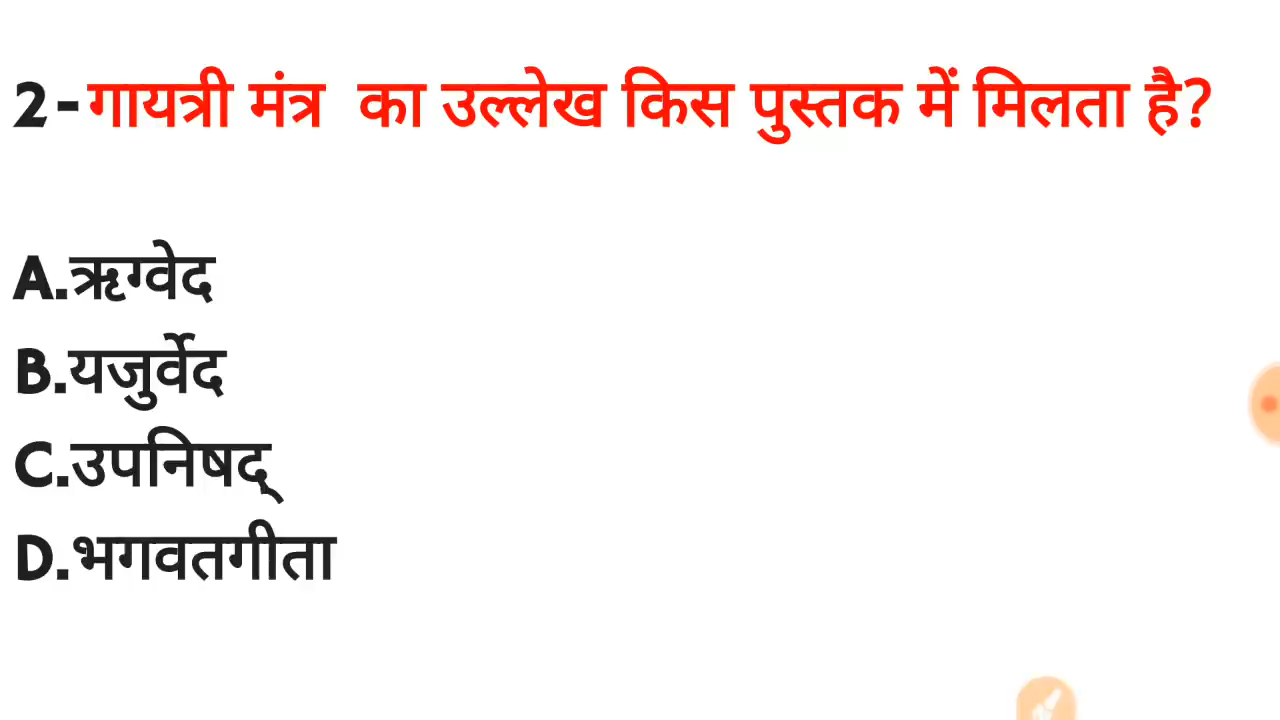 2-गायत्री मंत्र का उल्लेख किस पुस्तक में मिलता है?
A.ऋग्वेद
B.यजुर्वेद
C.उपनिषद्
D.भगवतगीता